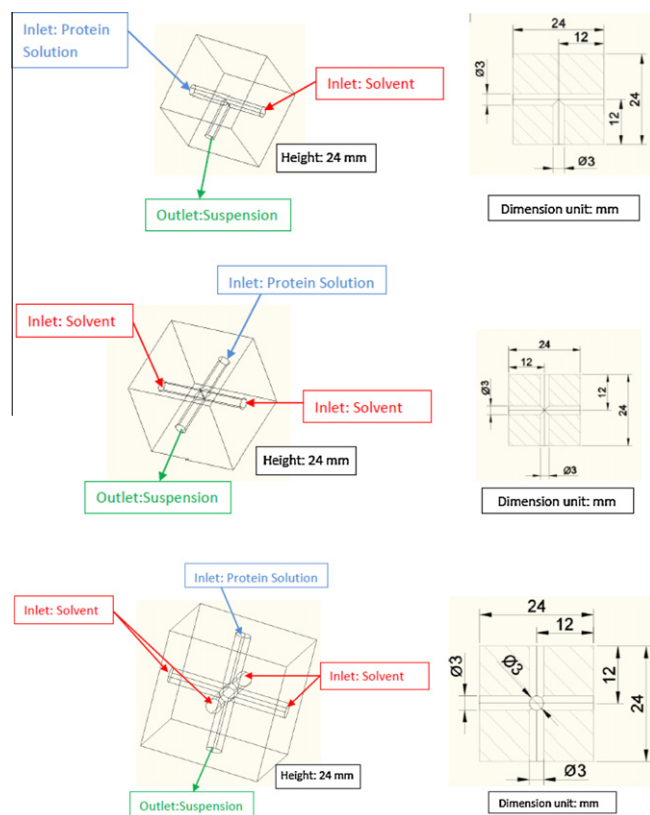 Inlet: Protein
Solution
Inlet: Solvent
Height: 24 mm
Outlet:Suspension
24
12
Ø3
24
12
Ø3
Dimension unit: mm
Inlet: Protein Solution
Inlet: Solvent
Inlet: Solvent
Height: 24 mm
Outlet:Suspension
24
12
Ø3
12
24
Ø3
Dimension unit: mm
Inlet: Protein Solution
Inlet: Solvent
Inlet: Solvent
Height: 24 mm
Outlet:Suspension
24
12
Ø3
Ø3
12
24
Ø3
Dimension unit: mm